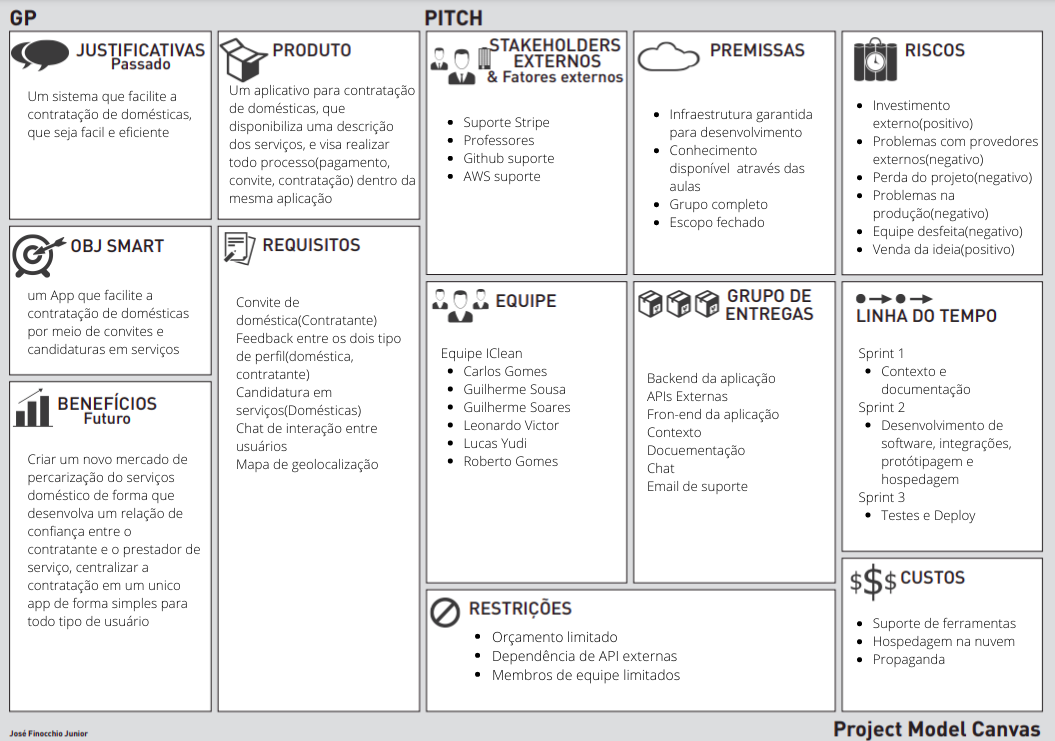 GP
PITCH
JUSTIFICATIVAS
Passado
Um sistema que facilite a
contratação de domésticas,
que seja facil e eficiente
PRODUTO
Um aplicativo para contratação
de domésticas, que
disponibiliza uma descrição
dos serviços, e visa realizar
todo processo(pagamento,
convite, contratação) dentro da
mesma aplicação
STAKEHOLDERS
EXTERNOS
& Fatores externos
• Suporte Stripe
• Professores
• Github suporte
• AWS suporte
PREMISSAS
• Infraestrutura garantida
para desenvolvimento
• Conhecimento
disponível através das
aulas
• Grupo completo
• Escopo fechado
RISCOS
• Investimento
externo(positivo)
• Problemas com provedores
externos(negativo)
• Perda do projeto(negativo)
• Problemas na
produção(negativo)
• Equipe desfeita(negativo)
• Venda da ideia(positivo)
OBJ SMART
um App que facilite a
contratação de domésticas
por meio de convites e
candidaturas em serviços
REQUISITOS
Convite de
doméstica(Contratante)
Feedback entre os dois tipo
de perfil(doméstica,
contratante)
Candidatura em
serviços(Domésticas)
Chat de interação entre
usuários
Mapa de geolocalização
EQUIPE
Equipe IClean
• Carlos Gomes
• Guilherme Sousa
• Guilherme Soares
• Leonardo Victor
• Lucas Yudi
• Roberto Gomes
GRUPO DE
ENTREGAS
Backend da aplicação
APIs Externas
Fron-end da aplicação
Contexto
Docuementação
Chat
Email de suporte
LINHA DO TEMPO
Sprint 1
• Contexto e
documentação
Sprint 2
• Desenvolvimento de
software, integrações,
protótipagem e
hospedagem
Sprint 3
• Testes e Deploy
BENEFÍCIOS
Futuro
Criar um novo mercado de
percarização do serviços
doméstico de forma que
desenvolva um relação de
confiança entre o
contratante e o prestador de
serviço, centralizar a
contratação em um unico
app de forma simples para
todo tipo de usuário
RESTRIÇÕES
• Orçamento limitado
• Dependência de API externas
• Membros de equipe limitados
$$$ CUSTOS
• Suporte de ferramentas
• Hospedagem na nuvem
• Propaganda
José Finocchio Junior
Project Model Canvas